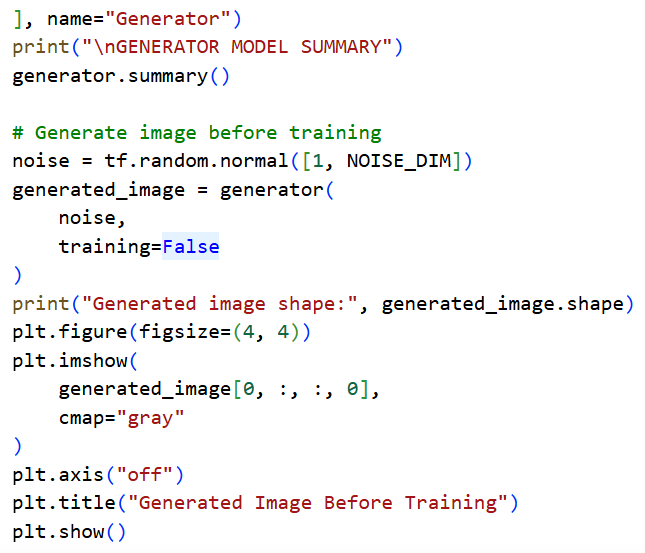 ], name="Generator")
print("\nGENERATOR MODEL SUMMARY")
generator.summary()

# Generate image before training
noise = tf.random.normal([1, NOISE_DIM])
generated_image = generator(
    noise,
    training=False
)
print("Generated image shape:", generated_image.shape)
plt.figure(figsize=(4, 4))
plt.imshow(
    generated_image[0, :, :, 0],
    cmap="gray"
)
plt.axis("off")
plt.title("Generated Image Before Training")
plt.show()